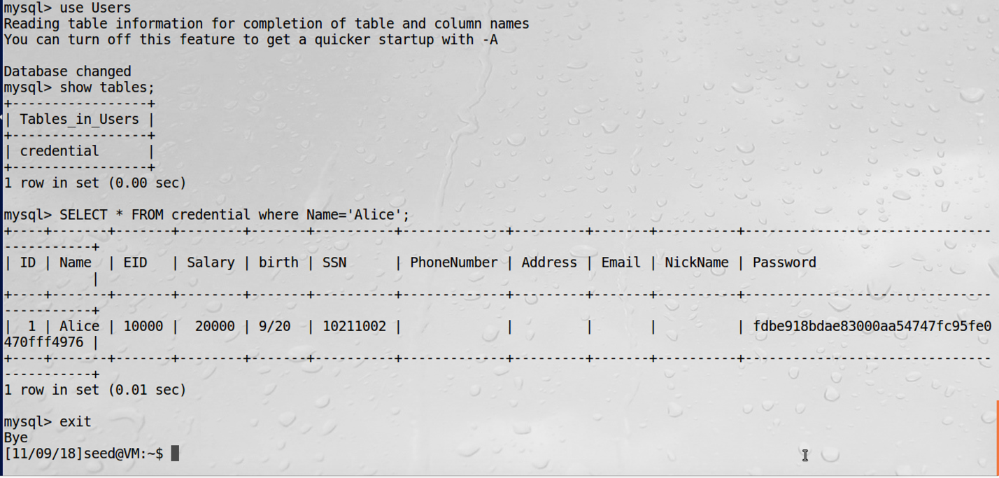 mysql> use Users
Reading table information for completion of table and column names
You can turn off this feature to get a quicker startup with -A
Database changed
mysql> show tables;
+-----------------+
| Tables_in_Users |
+-----------------+
| credential      |
+-----------------+
1 row in set (0.00 sec)
mysql> SELECT * FROM credential where Name='Alice';
+----+-------+-------+--------+-------+----------+-------------+---------+-------+----------+-------------------------------
-----------+
| ID | Name  | EID   | Salary | birth | SSN      | PhoneNumber | Address | Email | NickName | Password
           |
+----+-------+-------+--------+-------+----------+-------------+---------+-------+----------+-------------------------------
-----------+
|  1 | Alice | 10000 |  20000 | 9/20  | 10211002 |             |         |       |          | fdbe918bdae83000aa54747fc95fe0
470fff4976 |
+----+-------+-------+--------+-------+----------+-------------+---------+-------+----------+-------------------------------
-----------+
1 row in set (0.01 sec)
mysql> exit
Bye
[11/09/18]seed@VM:~$